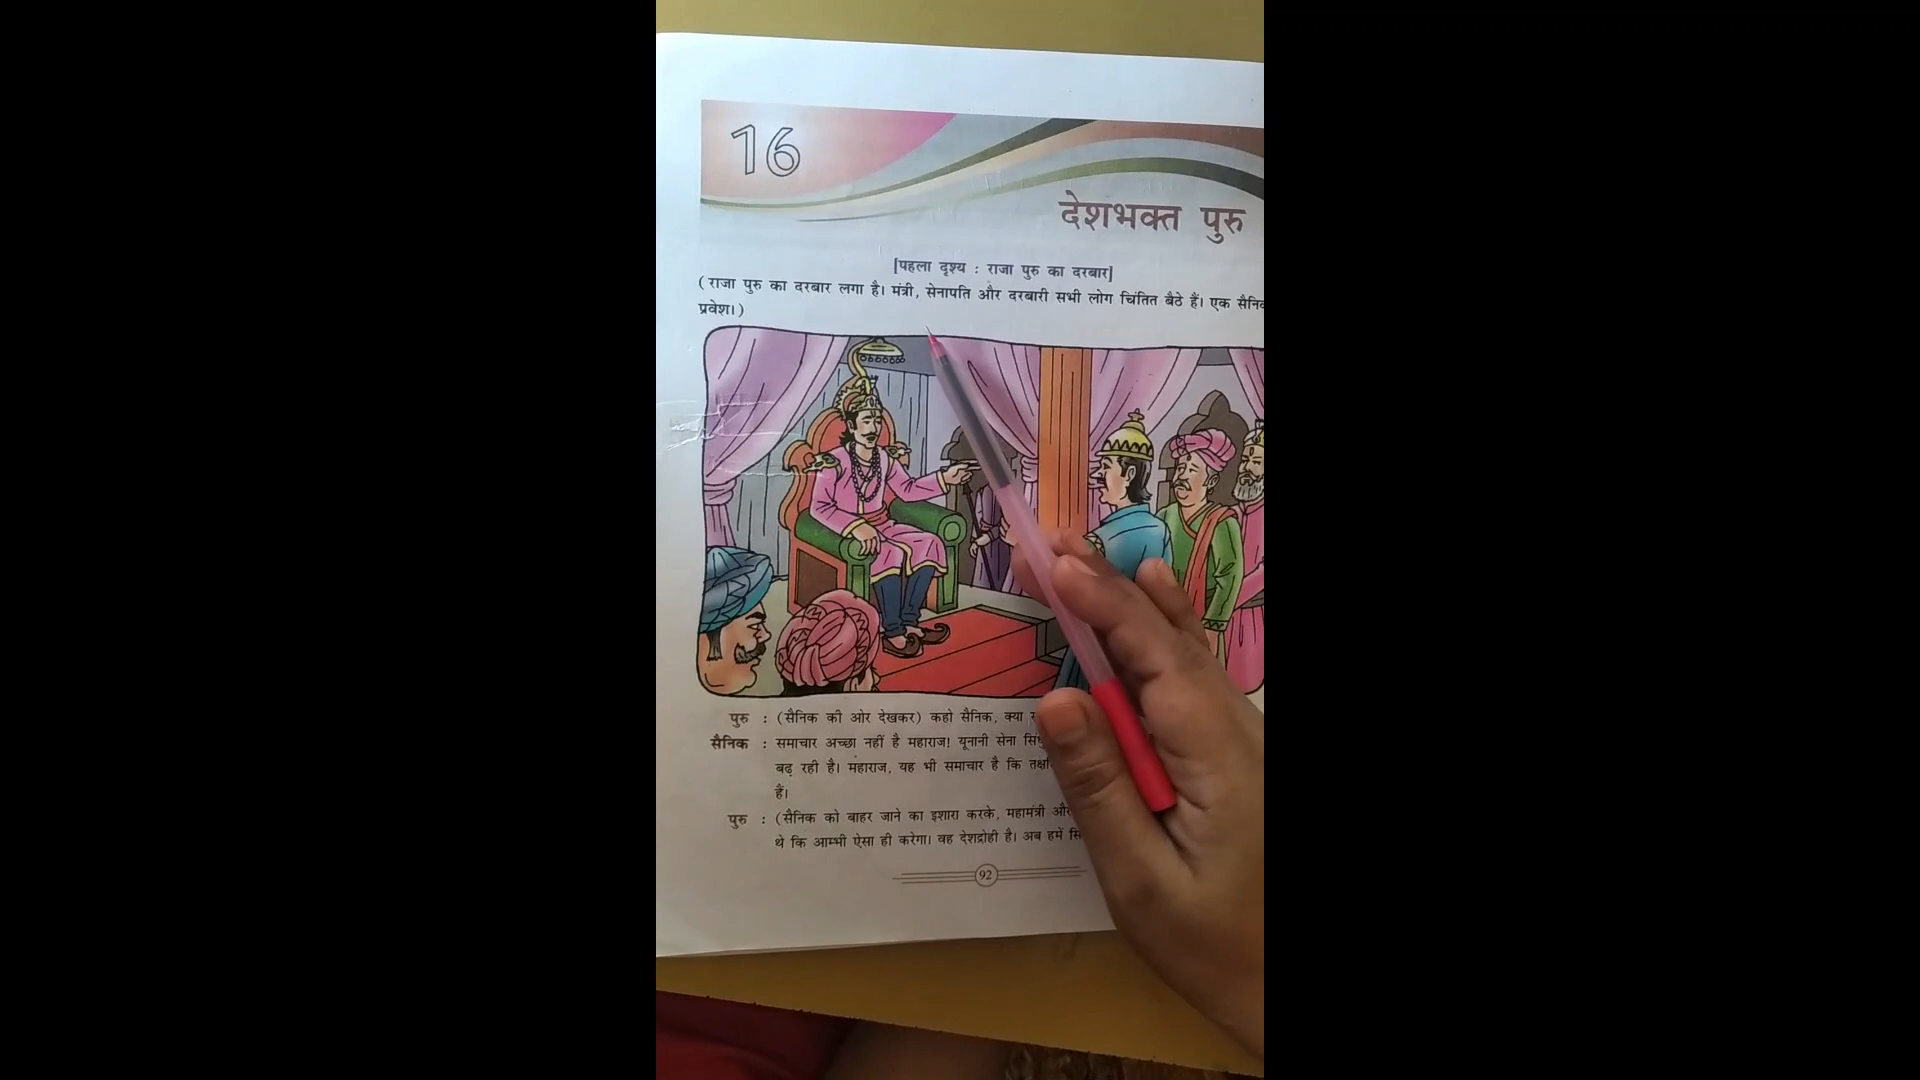 16
देशभक्त पुरु
[पहला दृश्य : राजा पुरु का दरबार]
(राजा पुरु का दरबार लगा है। मंत्री, सेनापति और दरबारी सभी लोग चिंतित बैठे हैं। एक
प्रवेश।)
पुरु : (सैनिक की ओर देखकर) कहो सैनिक, क्या
सैनिक : समाचार अच्छा नहीं है महाराज! यूनानी सेना
बढ़ रही है। महाराज, यह भी समाचार है कि
हैं।
पुरु : (सैनिक को बाहर जाने का इशारा करके, महामंत्री
थे कि आम्भी ऐसा ही करेगा। वह देशद्रोही है। अब हमें
92